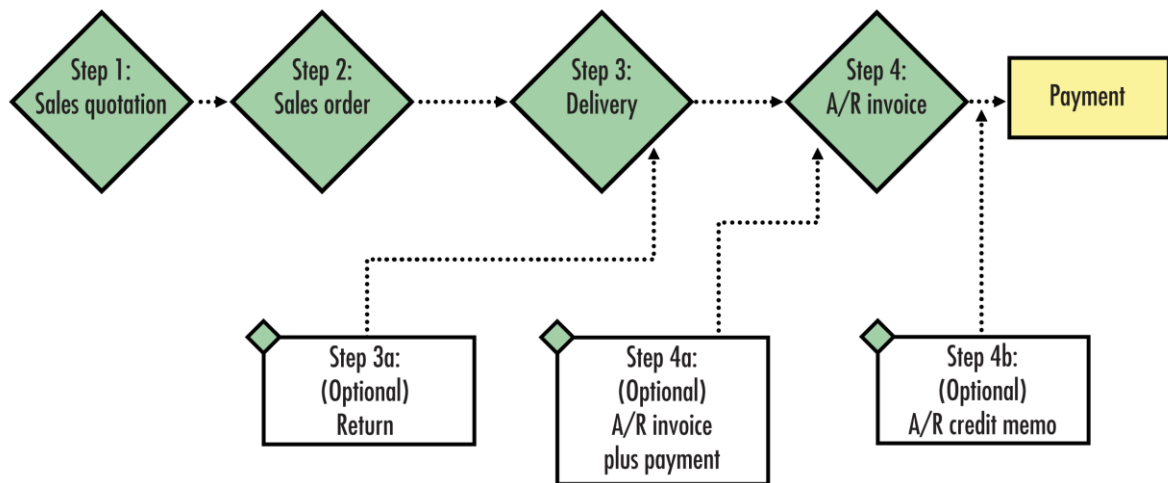 Step 1:
Sales quotation
Step 2:
Sales order
Step 3:
Delivery
Step 4:
A/R invoice
Payment
Step 3a:
(Optional)
Return
Step 4a:
(Optional)
A/R invoice
plus payment
Step 4b:
(Optional)
A/R credit memo